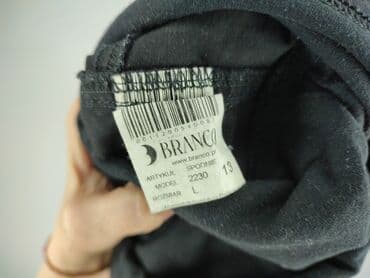 BRANCO
www.branco.pl
ARTYKUŁ SPODNIE
MODEL 2230
ROZMIAR L
13